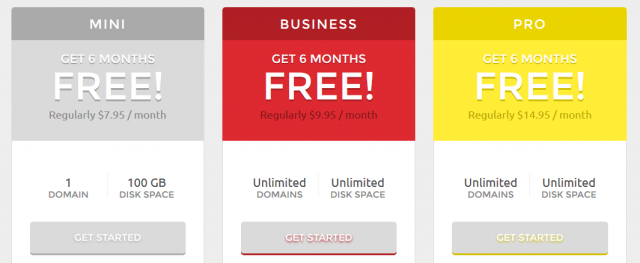 MINI
GET 6 MONTHS
FREE!
Regularly $7.95 / month
1
DOMAIN
100 GB
DISK SPACE
GET STARTED
BUSINESS
GET 6 MONTHS
FREE!
Regularly $9.95 / month
Unlimited
DOMAINS
Unlimited
DISK SPACE
GET STARTED
PRO
GET 6 MONTHS
FREE!
Regularly $14.95 / month
Unlimited
DOMAINS
Unlimited
DISK SPACE
GET STARTED